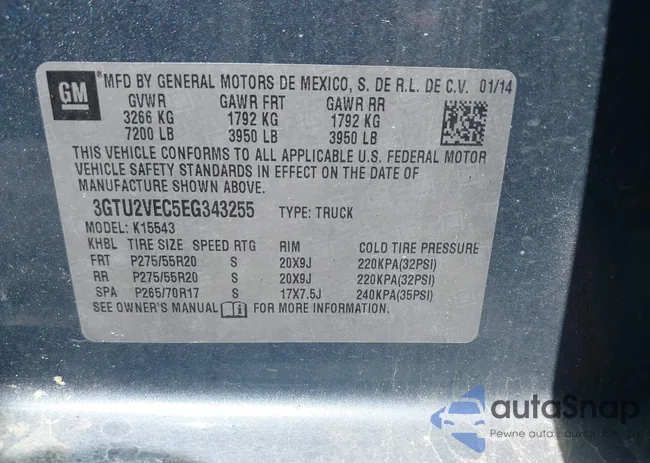 GM ® MFD BY GENERAL MOTORS DE MEXICO, S. DE R.L. DE C.V. 01/14
GVWR GAWR FRT GAWR RR
3266 KG 1792 KG 1792 KG
7200 LB 3950 LB 3950 LB
THIS VEHICLE CONFORMS TO ALL APPLICABLE U.S. FEDERAL MOTOR
VEHICLE SAFETY STANDARDS IN EFFECT ON THE DATE OF
MANUFACTURE SHOWN ABOVE.
3GTU2VEC5EG343255 TYPE: TRUCK
MODEL: K15543
KHBL TIRE SIZE SPEED RTG RIM COLD TIRE PRESSURE
FRT P275/55R20 S 20X9J 220KPA(32PSI)
RR P275/55R20 S 20X9J 220KPA(32PSI)
SPA P265/70R17 S 17X7.5J 240KPA(35PSI)
SEE OWNER'S MANUAL FOR MORE INFORMATION.
autoSnap
Pewne auto